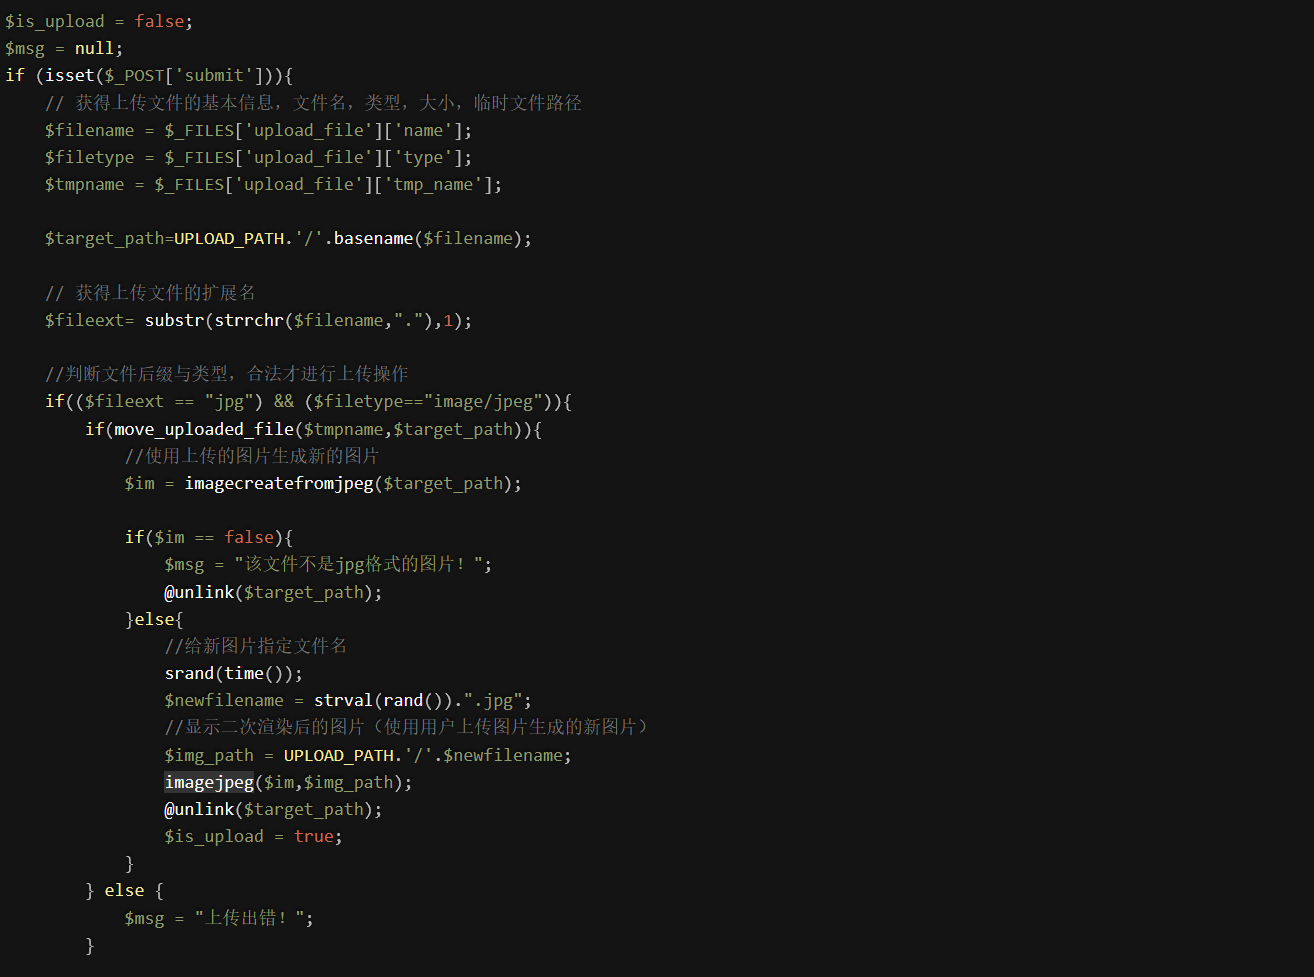 $is_upload = false;
$msg = null;
if (isset($_POST['submit'])){
    // 获得上传文件的基本信息，文件名，类型，大小，临时文件路径
    $filename = $_FILES['upload_file']['name'];
    $filetype = $_FILES['upload_file']['type'];
    $tmpname = $_FILES['upload_file']['tmp_name'];

    $target_path=UPLOAD_PATH.'/'.basename($filename);

    // 获得上传文件的扩展名
    $fileext= substr(strrchr($filename,"."),1);

    //判断文件后缀与类型，合法才进行上传操作
    if(($fileext == "jpg") && ($filetype=="image/jpeg")){
        if(move_uploaded_file($tmpname,$target_path)){
            //使用上传的图片生成新的图片
            $im = imagecreatefromjpeg($target_path);

            if($im == false){
                $msg = "该文件不是jpg格式的图片！";
                @unlink($target_path);
            }else{
                //给新图片指定文件名
                srand(time());
                $newfilename = strval(rand()).".jpg";
                //显示二次渲染后的图片（使用用户上传图片生成的新图片）
                $img_path = UPLOAD_PATH.'/'.$newfilename;
                imagejpeg($im,$img_path);
                @unlink($target_path);
                $is_upload = true;
            }
        } else {
            $msg = "上传出错！";
        }